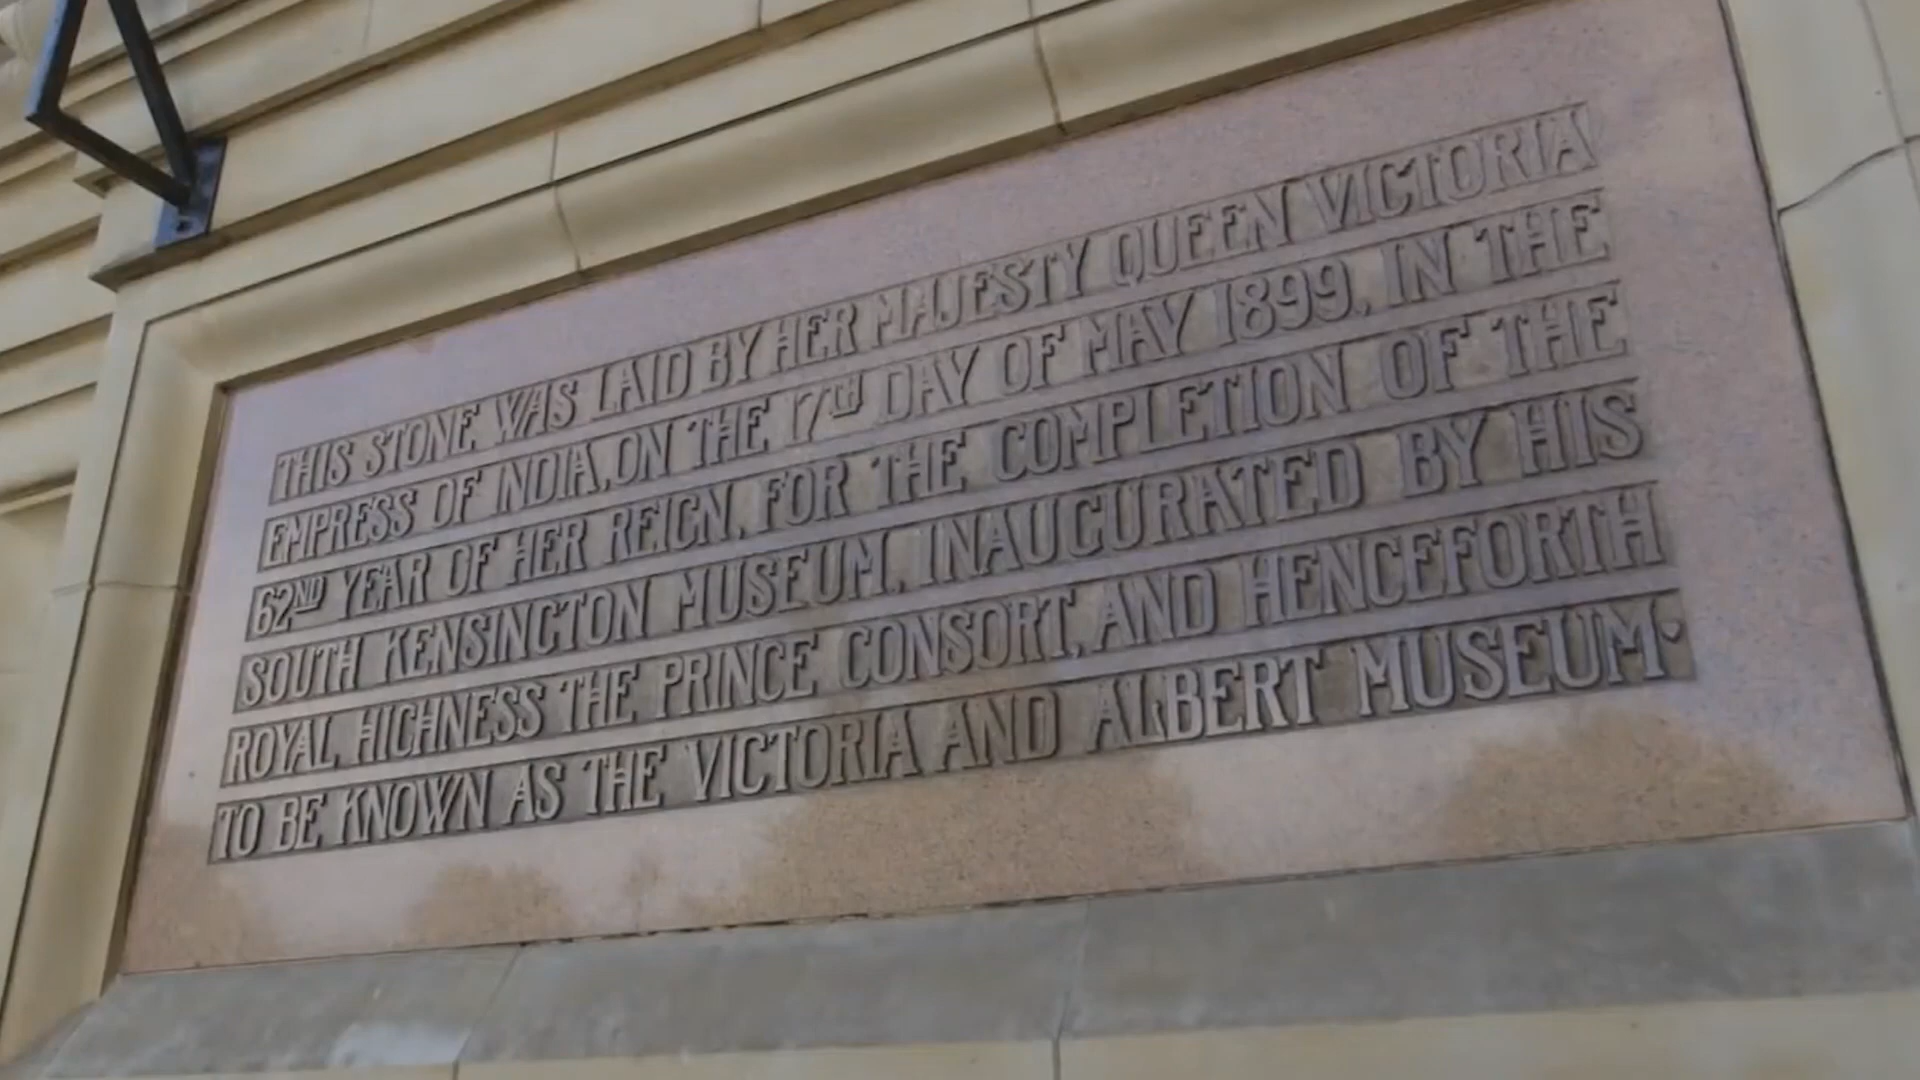 THIS STONE WAS LAID BY HER MAJESTY QUEEN VICTORIA
EMPRESS OF INDIA, ON THE 17TH DAY OF MAY 1899, IN THE
62ND YEAR OF HER REIGN, FOR THE COMPLETION OF THE
SOUTH KENSINGTON MUSEUM, INAUGURATED BY HIS
ROYAL HIGHNESS THE PRINCE CONSORT, AND HENCEFORTH
TO BE KNOWN AS THE VICTORIA AND ALBERT MUSEUM.